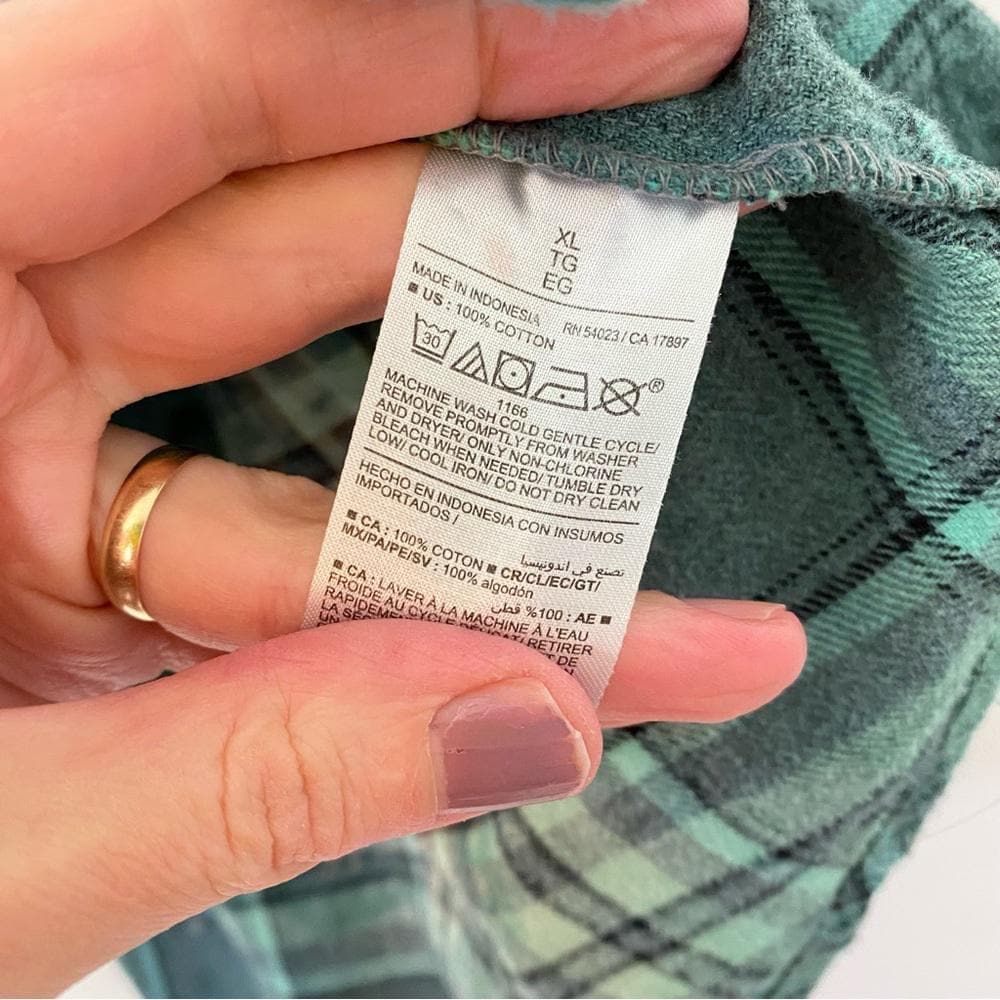 XL
TG
EG
MADE IN INDONESIA RN 54023 / CA 17897
■ US : 100% COTTON
30 ®
1166
MACHINE WASH COLD GENTLE CYCLE/
REMOVE PROMPTLY FROM WASHER
AND DRYER/ ONLY NON-CHLORINE
BLEACH WHEN NEEDED/ TUMBLE DRY
LOW/ COOL IRON/ DO NOT DRY CLEAN
HECHO EN INDONESIA CON INSUMOS
IMPORTADOS /
تصنع في اندونيسيا
■ CA : 100% COTON ■ CR/CL/EC/GT/
MX/PA/PE/SV : 100% algodón
■ AE : 100% قطن
■ CA : LAVER À LA MACHINE À L'EAU
FROIDE AU CYCLE DÉLICAT/ RETIRER
RAPIDEMENT DE